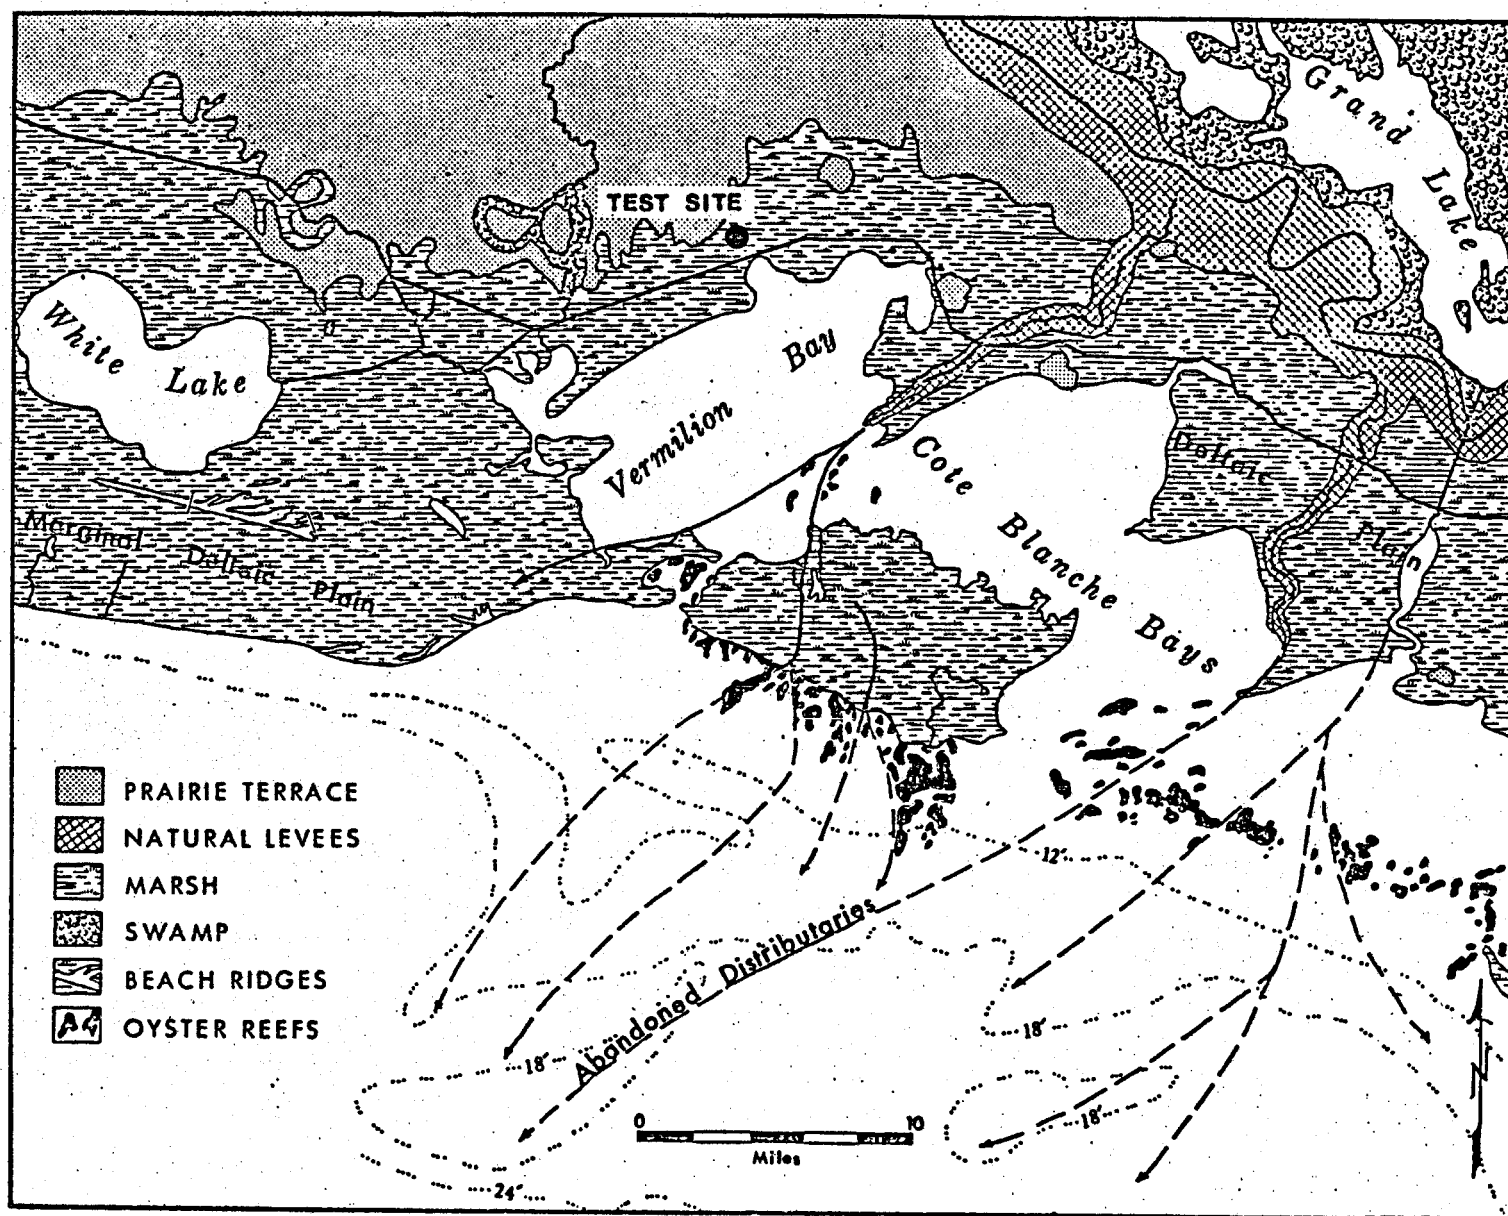 Grand Lake
TEST SITE
White Lake
Vermilion Bay
Cote Blanche Bays
Deltaic Plain
Marginal Deltaic Plain
PRAIRIE TERRACE
NATURAL LEVEES
MARSH
SWAMP
BEACH RIDGES
OYSTER REEFS
12'
Abandoned Distributaries
18'
18'
18'
0 10
Miles
24'